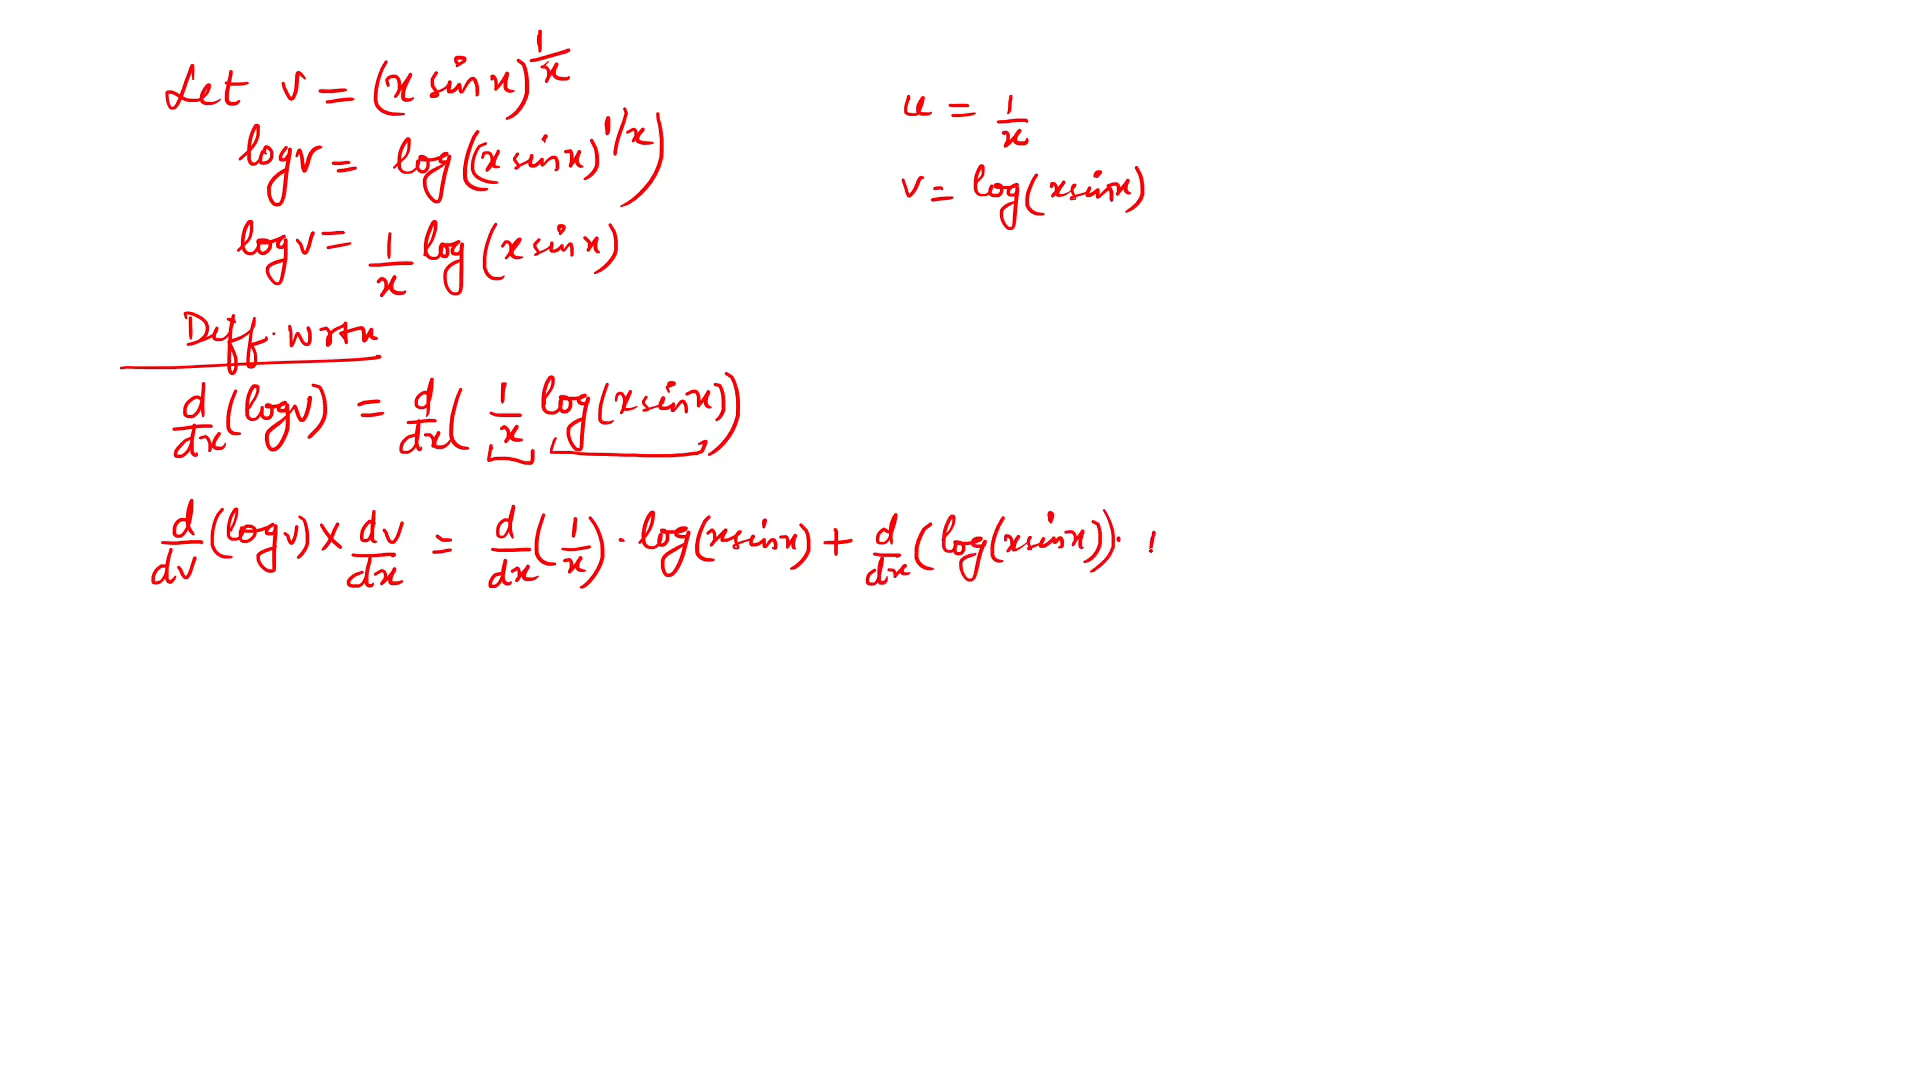 Let v = (x sin x)^{1/x}
log v = log((x sin x)^{1/x})
log v = 1/x log (x sin x)
Diff. wrtx
d/dx (log v) = d/dx ( 1/x log(x sin x))
d/dv (log v) × dv/dx = d/dx (1/x) · log(x sin x) + d/dx (log(x sin x)) ·
u = 1/x
v = log(x sin x)